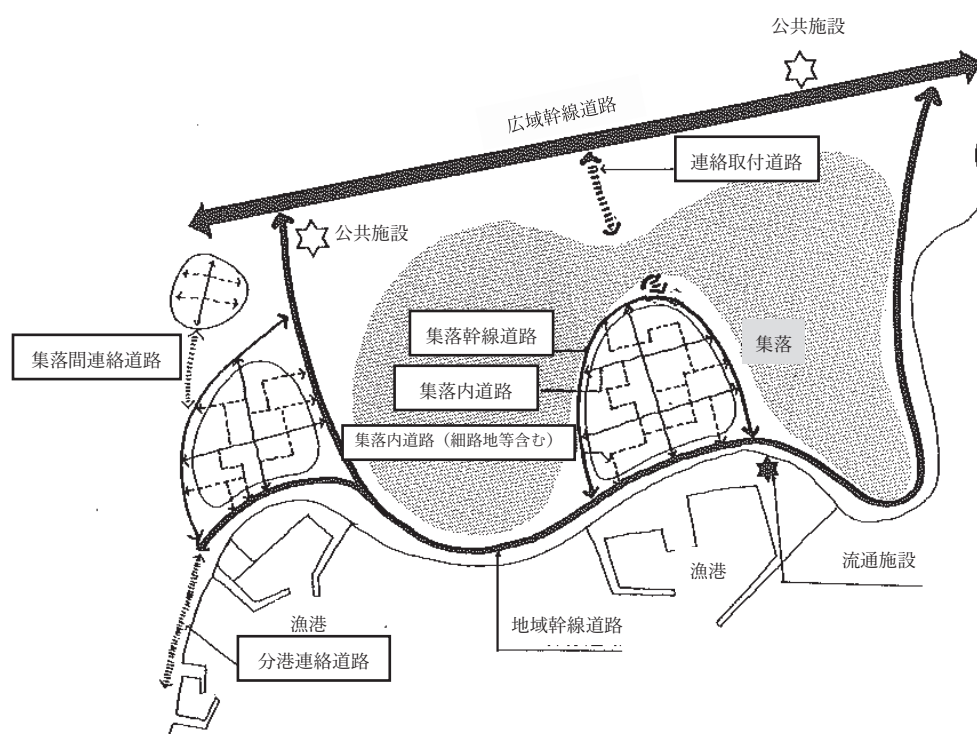 公共施設
広域幹線道路
連絡取付道路
公共施設
集落幹線道路
集落
集落間連絡道路
集落内道路
集落内道路（細路地等含む）
流通施設
漁港
漁港
地域幹線道路
分港連絡道路